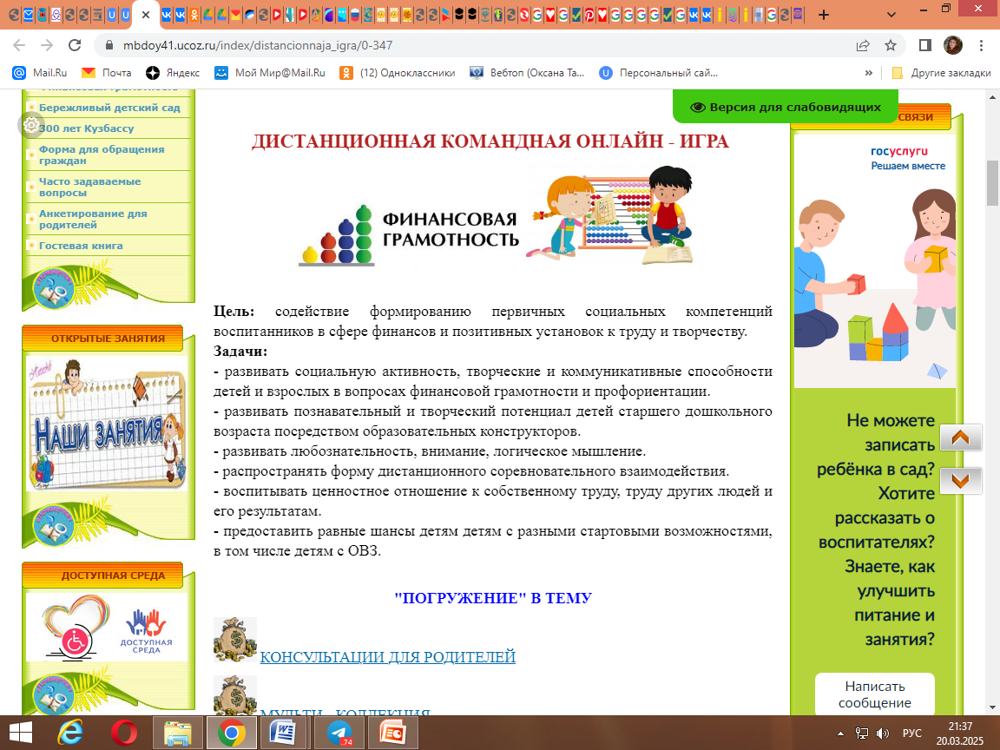 mbdoy41.ucoz.ru/index/distancionnaja_igra/0-347
Mail.Ru
Почта
Яндекс
Мой Мир@Mail.Ru
(12) Одноклассники
Вебтоп (Оксана Та...
Персональный сай...
»
Другие закладки
Бережливый детский сад
300 лет Кузбассу
Форма для обращения
граждан
Часто задаваемые
вопросы
Анкетирование для
родителей
Гостевая книга
ОТКРЫТЫЕ ЗАНЯТИЯ
НАШИ ЗАНЯТИЯ
ДОСТУПНАЯ СРЕДА
ДОСТУПНАЯ
СРЕДА
Версия для слабовидящих
ДИСТАНЦИОННАЯ КОМАНДНАЯ ОНЛАЙН - ИГРА
ФИНАНСОВАЯ
ГРАМОТНОСТЬ
Цель: содействие формированию первичных социальных компетенций
воспитанников в сфере финансов и позитивных установок к труду и творчеству.
Задачи:
- развивать социальную активность, творческие и коммуникативные способности
детей и взрослых в вопросах финансовой грамотности и профориентации.
- развивать познавательный и творческий потенциал детей старшего дошкольного
возраста посредством образовательных конструкторов.
- развивать любознательность, внимание, логическое мышление.
- распространять форму дистанционного соревновательного взаимодействия.
- воспитывать ценностное отношение к собственному труду, труду других людей и
его результатам.
- предоставить равные шансы детям детям с разными стартовыми возможностями,
в том числе детям с ОВЗ.
"ПОГРУЖЕНИЕ" В ТЕМУ
КОНСУЛЬТАЦИИ ДЛЯ РОДИТЕЛЕЙ
МУЛЬТИ - КОЛЛЕКЦИЯ
СВЯЗИ
госуслуги
Решаем вместе
Не можете
записать
ребёнка в сад?
Хотите
рассказать о
воспитателях?
Знаете, как
улучшить
питание и
занятия?
Написать
сообщение
РУС
21:37
20.03.2025